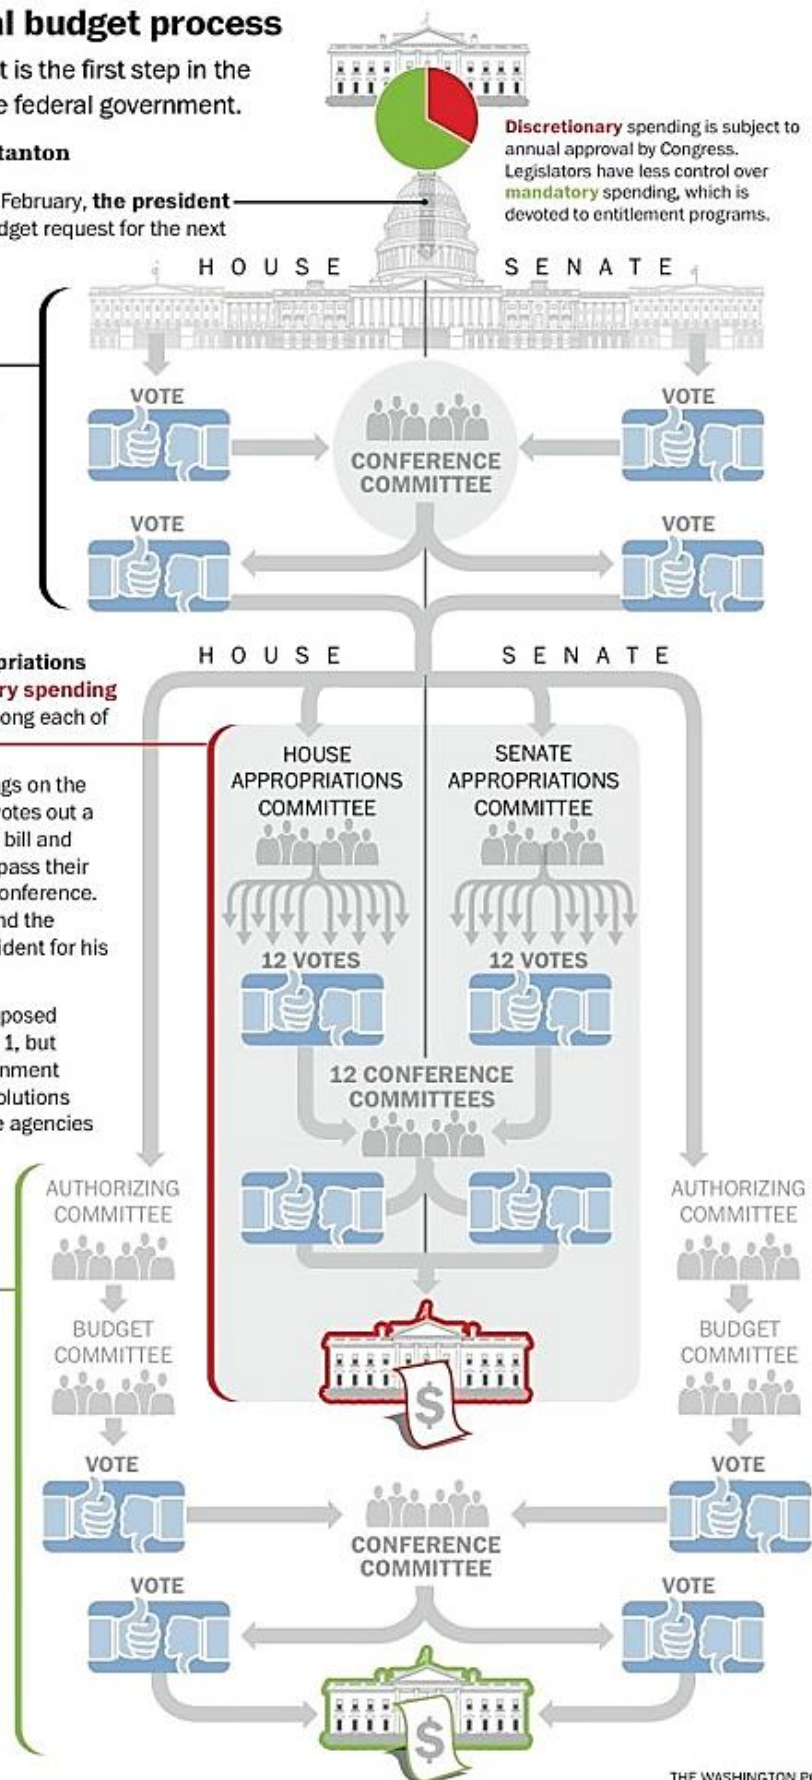 al budget process
t is the first step in the
e federal government.
tanton
February, the president
dget request for the next
Discretionary spending is subject to
annual approval by Congress.
Legislators have less control over
mandatory spending, which is
devoted to entitlement programs.
HOUSE
SENATE
VOTE
VOTE
CONFERENCE
COMMITTEE
VOTE
VOTE
HOUSE
SENATE
priations
ry spending
ong each of
HOUSE
APPROPRIATIONS
COMMITTEE
SENATE
APPROPRIATIONS
COMMITTEE
gs on the
votes out a
bill and
pass their
onference.
nd the
ident for his
12 VOTES
12 VOTES
posed
1, but
nment
olutions
e agencies
12 CONFERENCE
COMMITTEES
AUTHORIZING
COMMITTEE
AUTHORIZING
COMMITTEE
BUDGET
COMMITTEE
BUDGET
COMMITTEE
$
VOTE
VOTE
CONFERENCE
COMMITTEE
VOTE
VOTE
$
THE WASHINGTON P